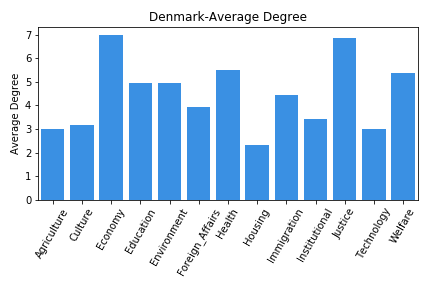 Denmark-Average Degree
Average Degree
7
6
5
4
3
2
1
0
Agriculture
Culture
Economy
Education
Environment
Foreign_Affairs
Health
Housing
Immigration
Institutional
Justice
Technology
Welfare